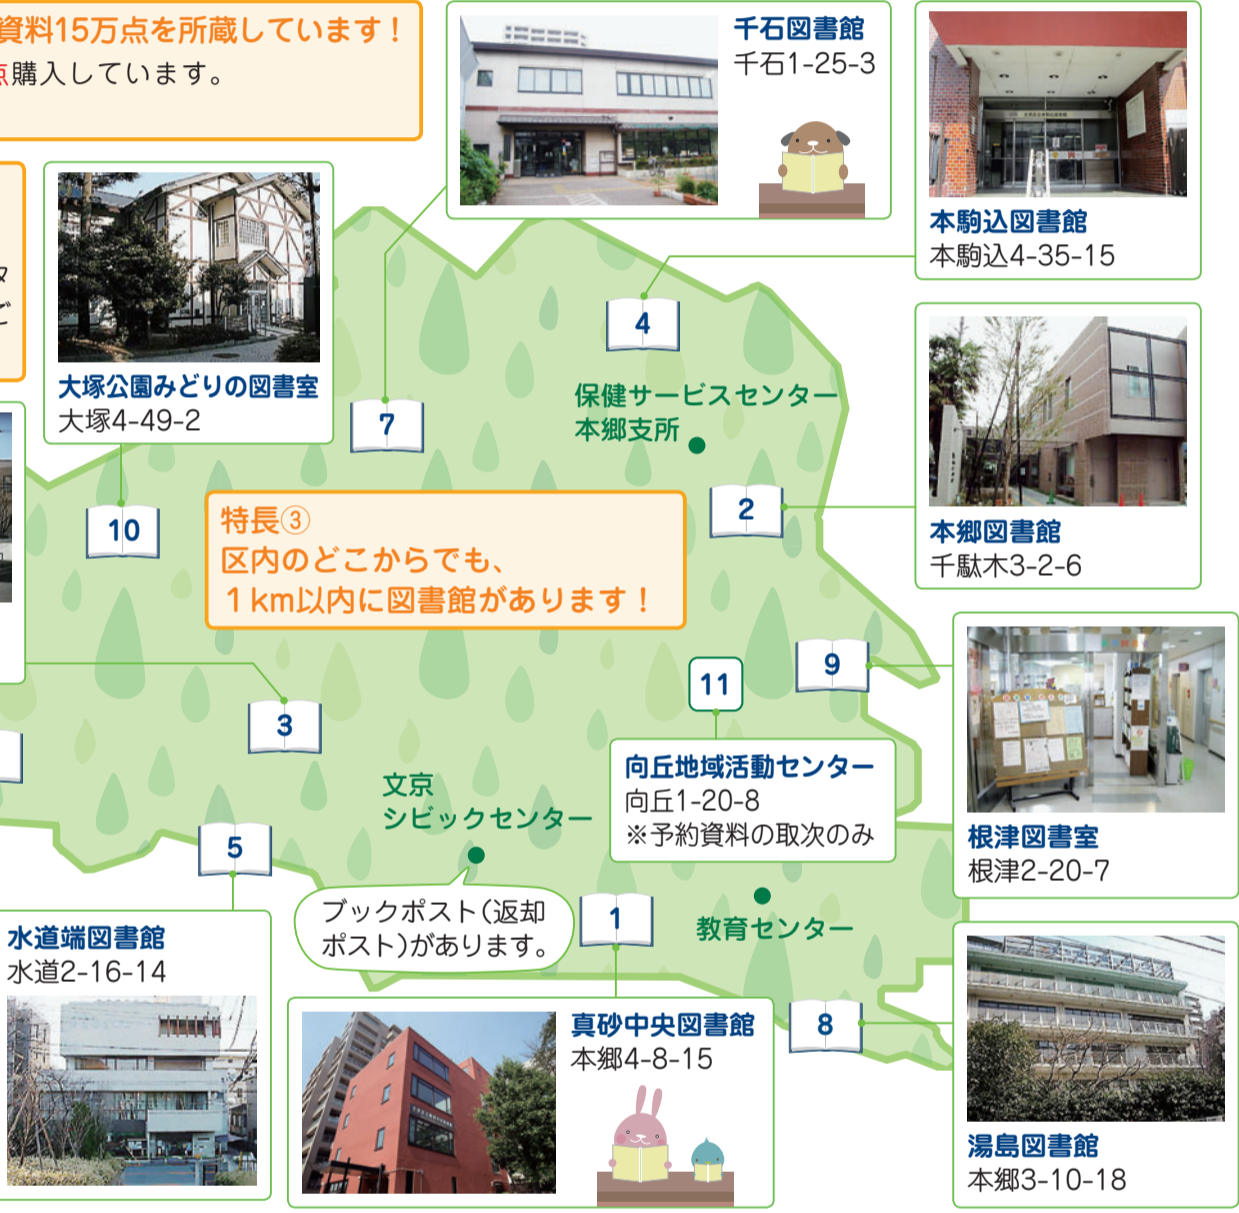 資料15万点を所蔵しています！
点購入しています。
千石図書館
千石1-25-3
本駒込図書館
本駒込4-35-15
大塚公園みどりの図書室
大塚4-49-2
4
保健サービスセンター
本郷支所
7
2
本郷図書館
千駄木3-2-6
10
特長③
区内のどこからでも、
１km以内に図書館があります！
9
11
向丘地域活動センター
向丘1-20-8
※予約資料の取次のみ
根津図書室
根津2-20-7
3
文京
シビックセンター
5
ブックポスト（返却
ポスト）があります。
1
教育センター
水道端図書館
水道2-16-14
真砂中央図書館
本郷4-8-15
8
湯島図書館
本郷3-10-18